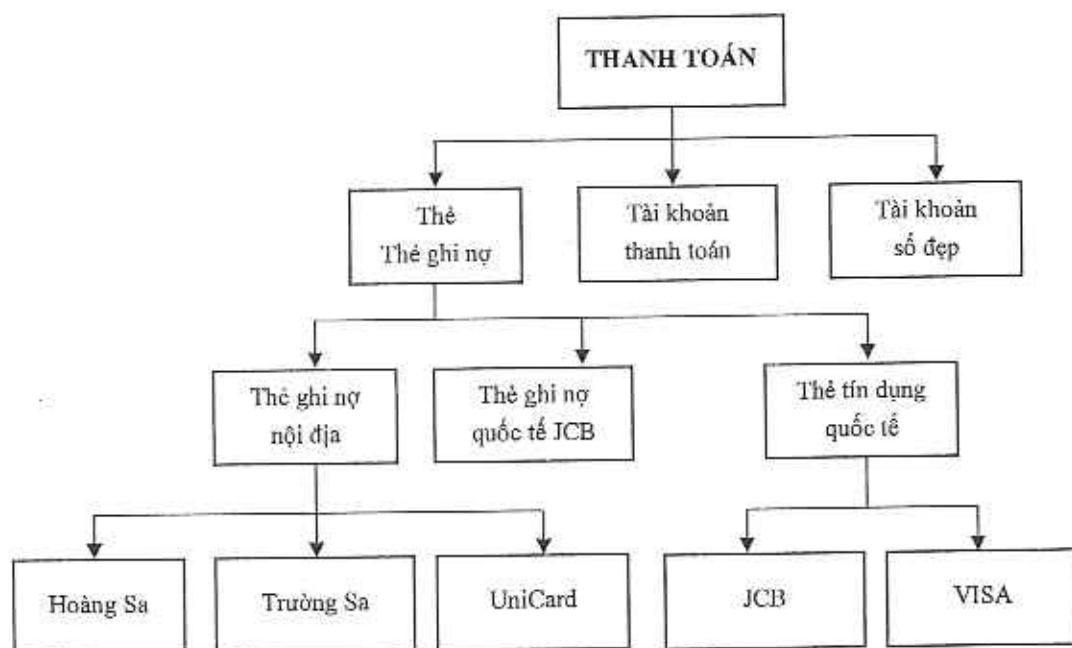 THANH TOÁN
Thẻ
Thẻ ghi nợ
Tài khoản
thanh toán
Tài khoản
số đẹp
Thẻ ghi nợ
nội địa
Thẻ ghi nợ
quốc tế JCB
Thẻ tín dụng
quốc tế
Hoàng Sa
Trường Sa
UniCard
JCB
VISA